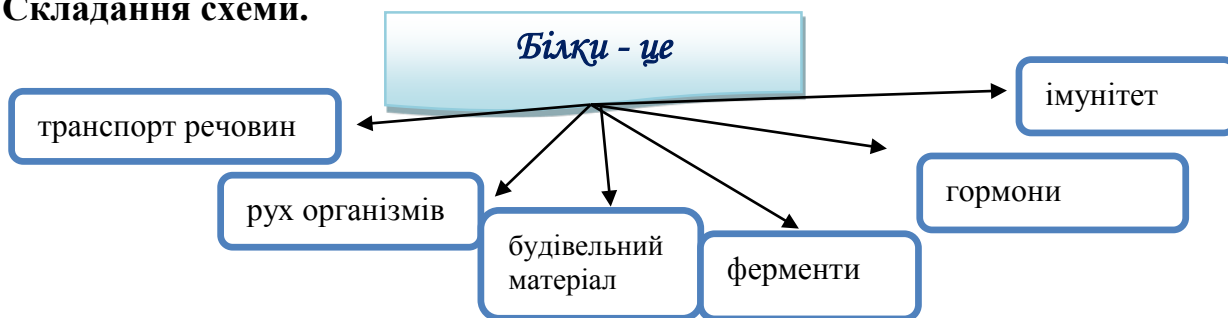 Складання схеми.
Білки - це
імунітет
транспорт речовин
гормони
рух організмів
будівельний
матеріал
ферменти